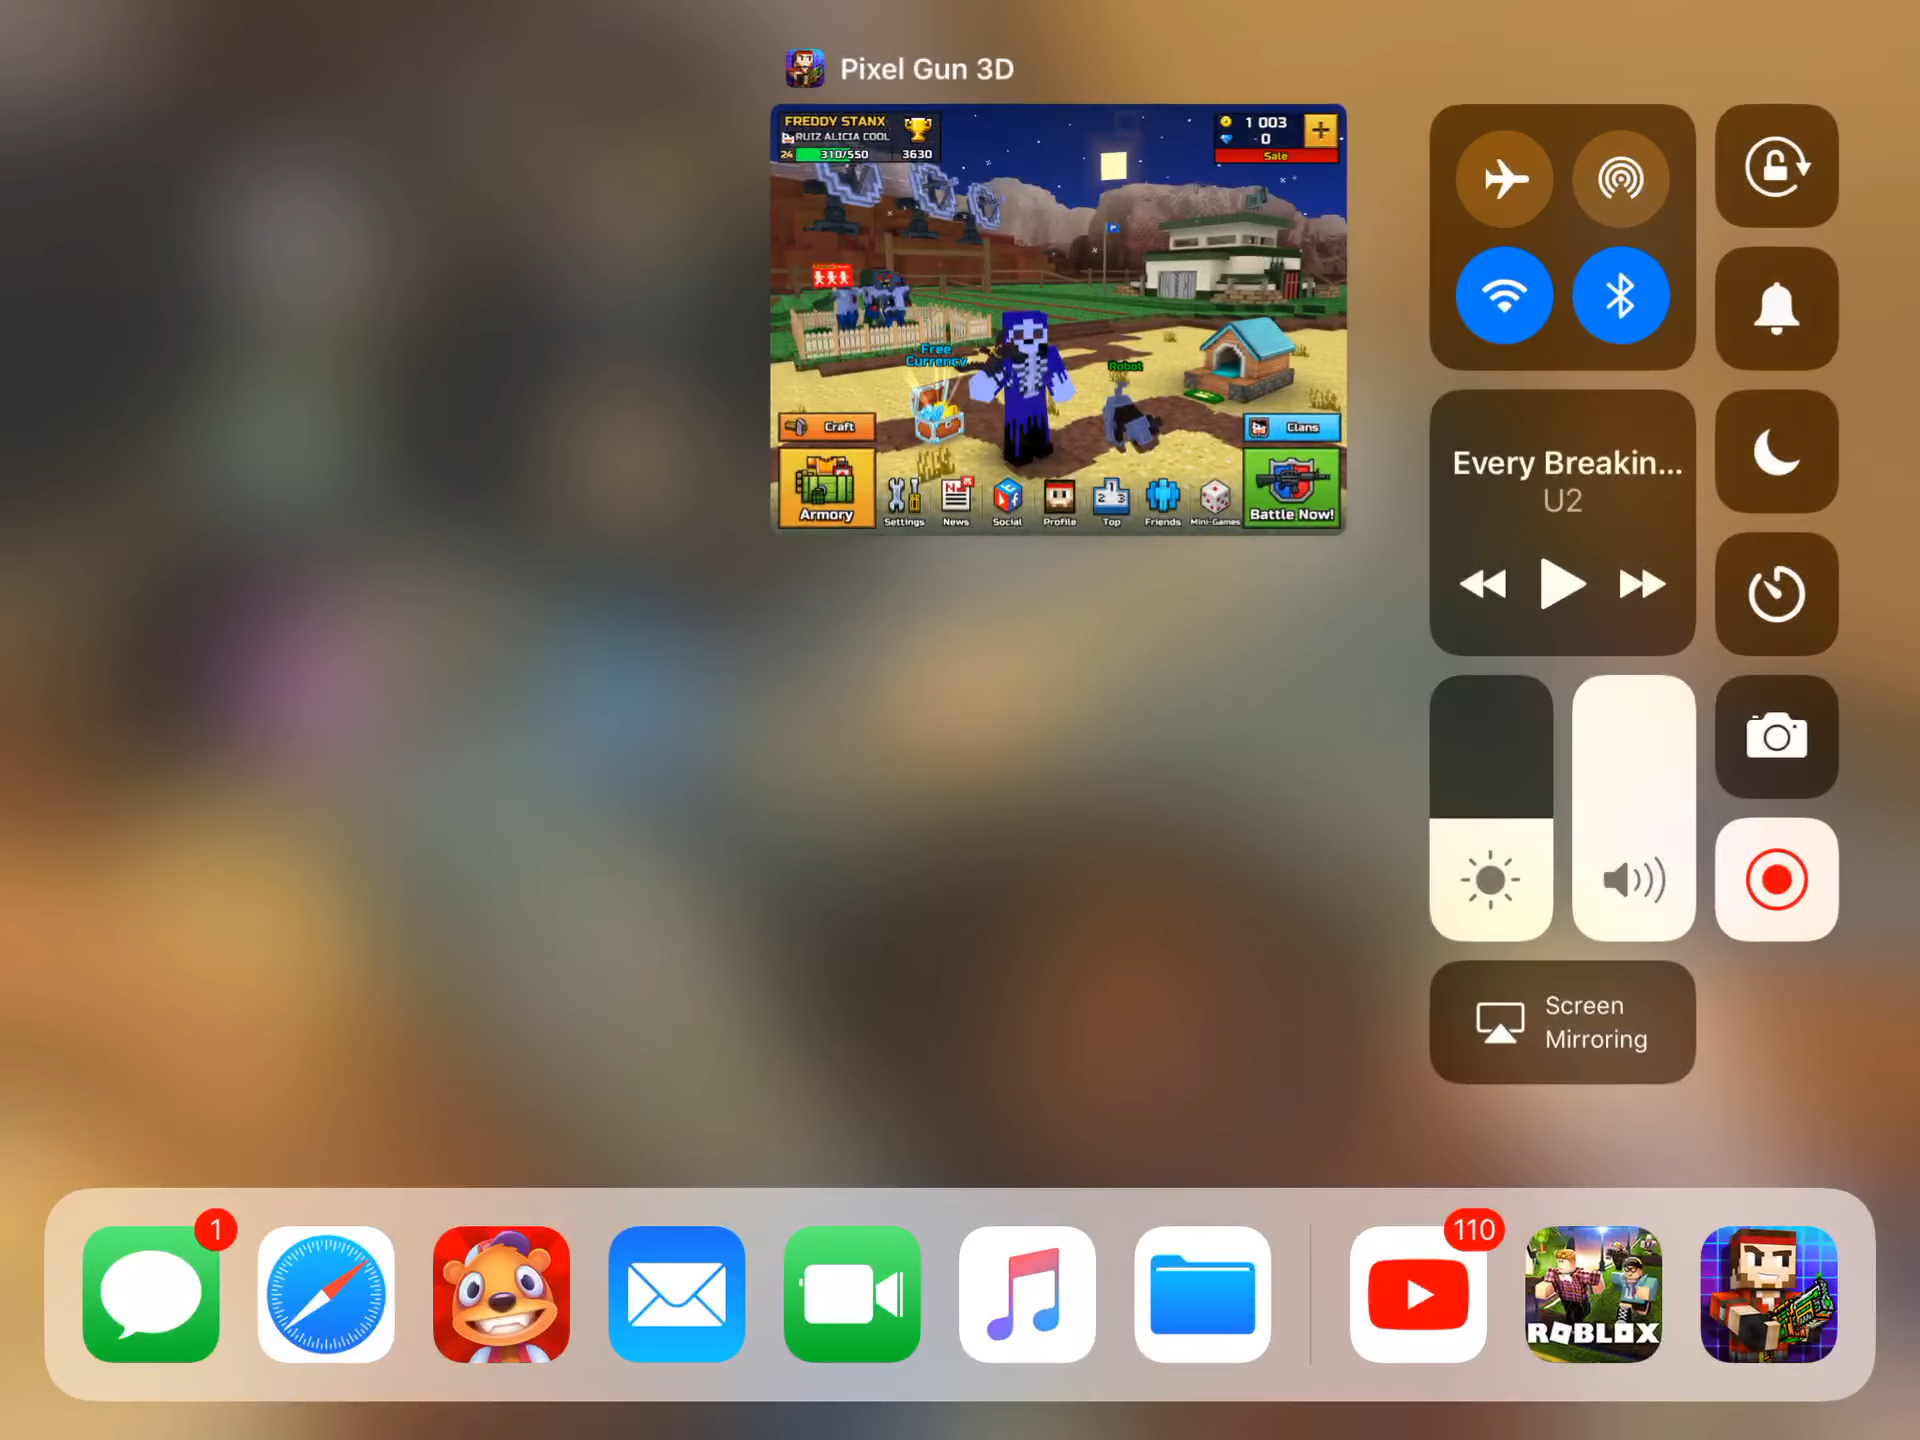 Pixel Gun 3D
FREDDY STANX
RUIZ ALICIA COOL
24 310/550 3630
1 003
0
Sale
Free
Currency
Robot
Craft
Clans
Armory
Settings
News
Social
Profile
Top
Friends
Mini-Games
Battle Now!
Every Breakin...
U2
Screen
Mirroring
1
110
ROBLOX